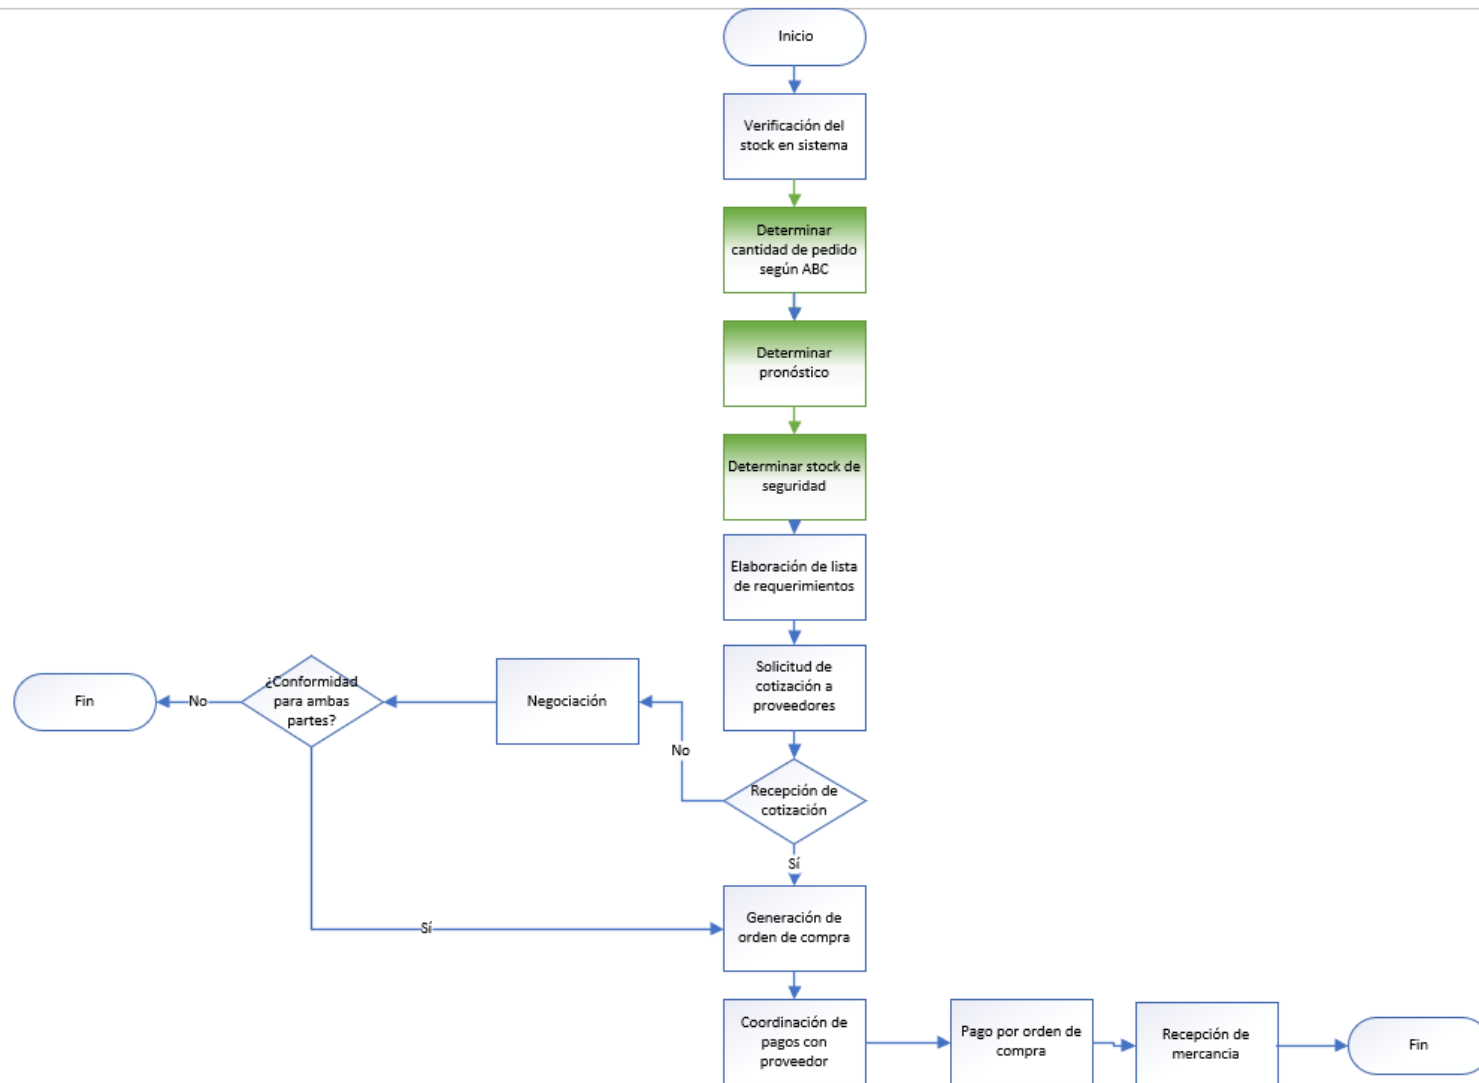 Inicio
Verificación del
stock en sistema
Determinar
cantidad de pedido
según ABC
Determinar
pronóstico
Determinar stock de
seguridad
Elaboración de lista
de requerimientos
Solicitud de
cotización a
proveedores
Recepción de
cotización
No
Negociación
¿Conformidad
para ambas
partes?
No
Fin
Sí
Sí
Generación de
orden de compra
Coordinación de
pagos con
proveedor
Pago por orden de
compra
Recepción de
mercancia
Fin